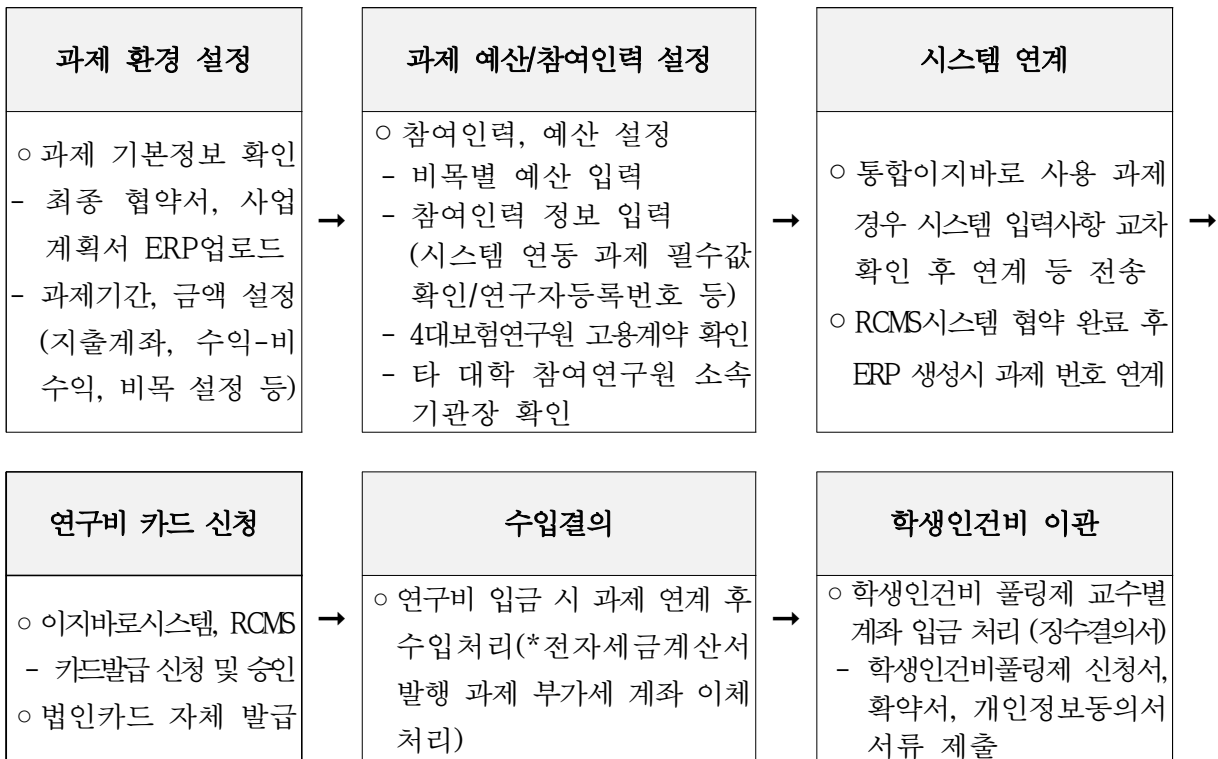 과제 환경 설정
○ 과제 기본정보 확인
- 최종 협약서, 사업
계획서 ERP업로드
- 과제기간, 금액 설정
(지출계좌, 수익-비
수익, 비목 설정 등)
→
과제 예산/참여인력 설정
○ 참여인력, 예산 설정
- 비목별 예산 입력
- 참여인력 정보 입력
(시스템 연동 과제 필수값
확인/연구자등록번호 등)
- 4대보험연구원 고용계약 확인
- 타 대학 참여연구원 소속
기관장 확인
→
시스템 연계
○ 통합이지바로 사용 과제
경우 시스템 입력사항 교차
확인 후 연계 등 전송
○ RCMS시스템 협약 완료 후
ERP 생성시 과제 번호 연계
→
연구비 카드 신청
○ 이지바로시스템, RCMS
- 카드발급 신청 및 승인
○ 법인카드 자체 발급
→
수입결의
○ 연구비 입금 시 과제 연계 후
수입처리(*전자세금계산서
발행 과제 부가세 계좌 이체
처리)
→
학생인건비 이관
○ 학생인건비 풀링제 교수별
계좌 입금 처리 (징수결의서)
- 학생인건비풀링제 신청서,
확약서, 개인정보동의서
서류 제출